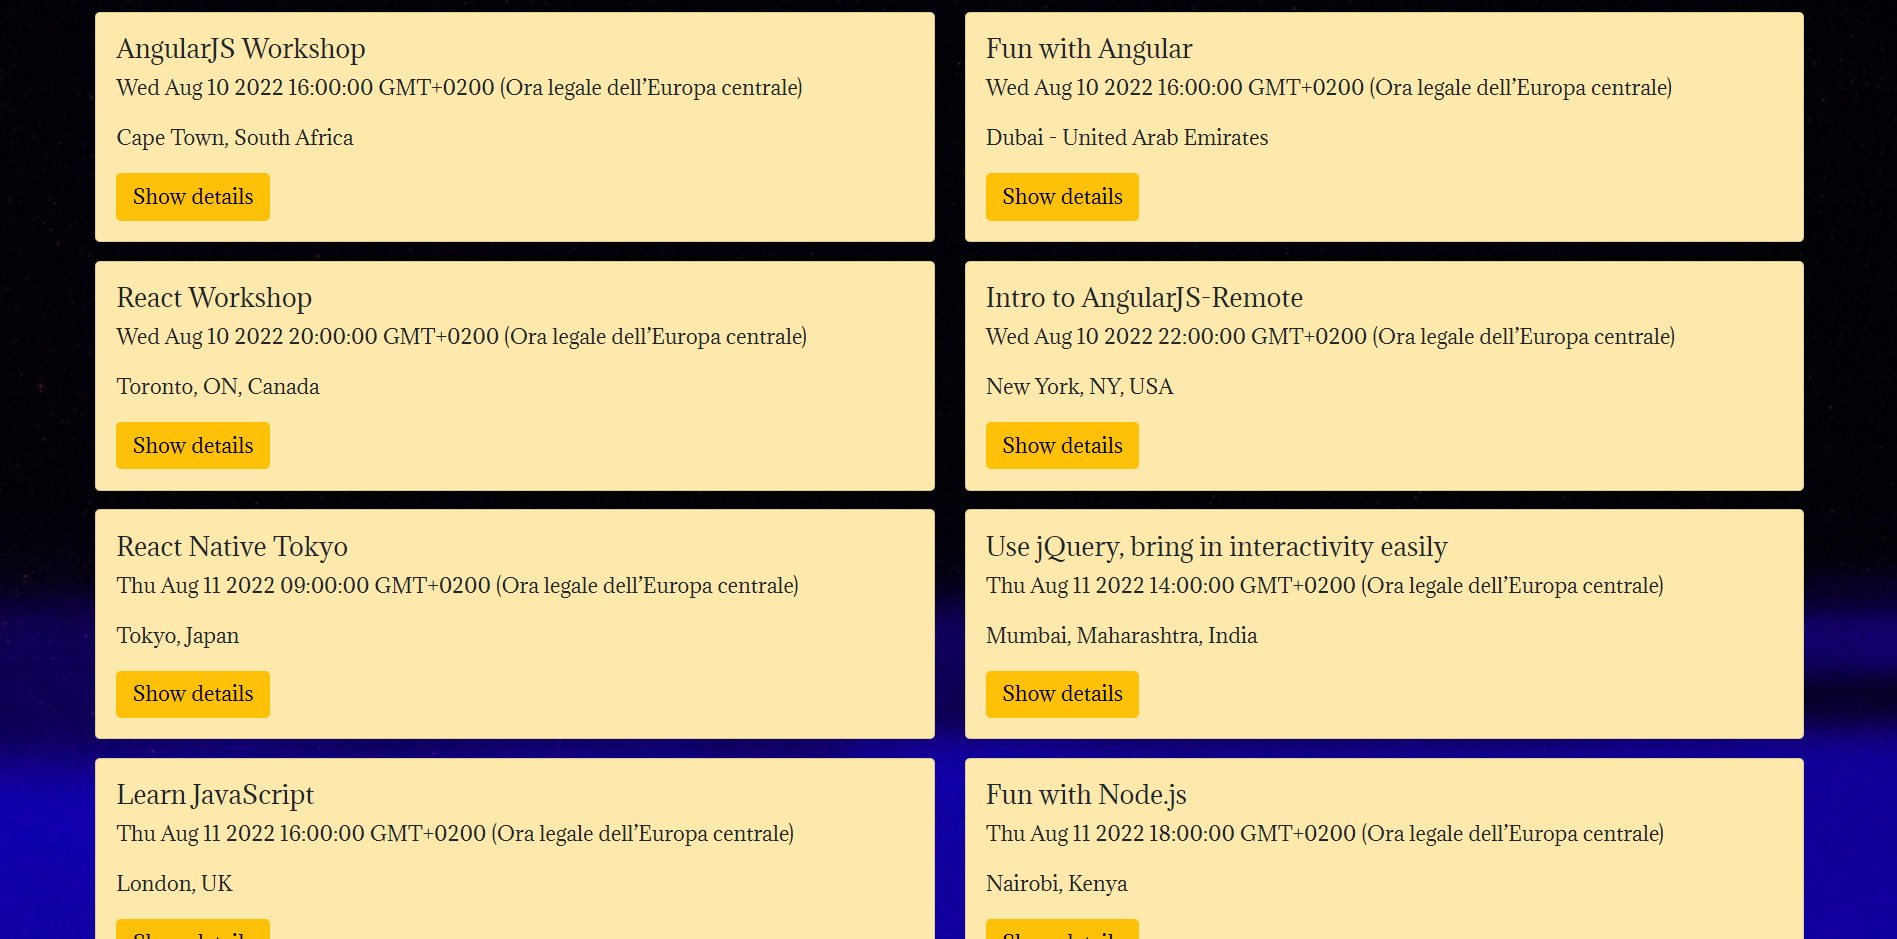 AngularJS Workshop
Wed Aug 10 2022 16:00:00 GMT+0200 (Ora legale dell’Europa centrale)
Cape Town, South Africa
Show details
Fun with Angular
Wed Aug 10 2022 16:00:00 GMT+0200 (Ora legale dell’Europa centrale)
Dubai - United Arab Emirates
Show details
React Workshop
Wed Aug 10 2022 20:00:00 GMT+0200 (Ora legale dell’Europa centrale)
Toronto, ON, Canada
Show details
Intro to AngularJS-Remote
Wed Aug 10 2022 22:00:00 GMT+0200 (Ora legale dell’Europa centrale)
New York, NY, USA
Show details
React Native Tokyo
Thu Aug 11 2022 09:00:00 GMT+0200 (Ora legale dell’Europa centrale)
Tokyo, Japan
Show details
Use jQuery, bring in interactivity easily
Thu Aug 11 2022 14:00:00 GMT+0200 (Ora legale dell’Europa centrale)
Mumbai, Maharashtra, India
Show details
Learn JavaScript
Thu Aug 11 2022 16:00:00 GMT+0200 (Ora legale dell’Europa centrale)
London, UK
Show details
Fun with Node.js
Thu Aug 11 2022 18:00:00 GMT+0200 (Ora legale dell’Europa centrale)
Nairobi, Kenya
Show details